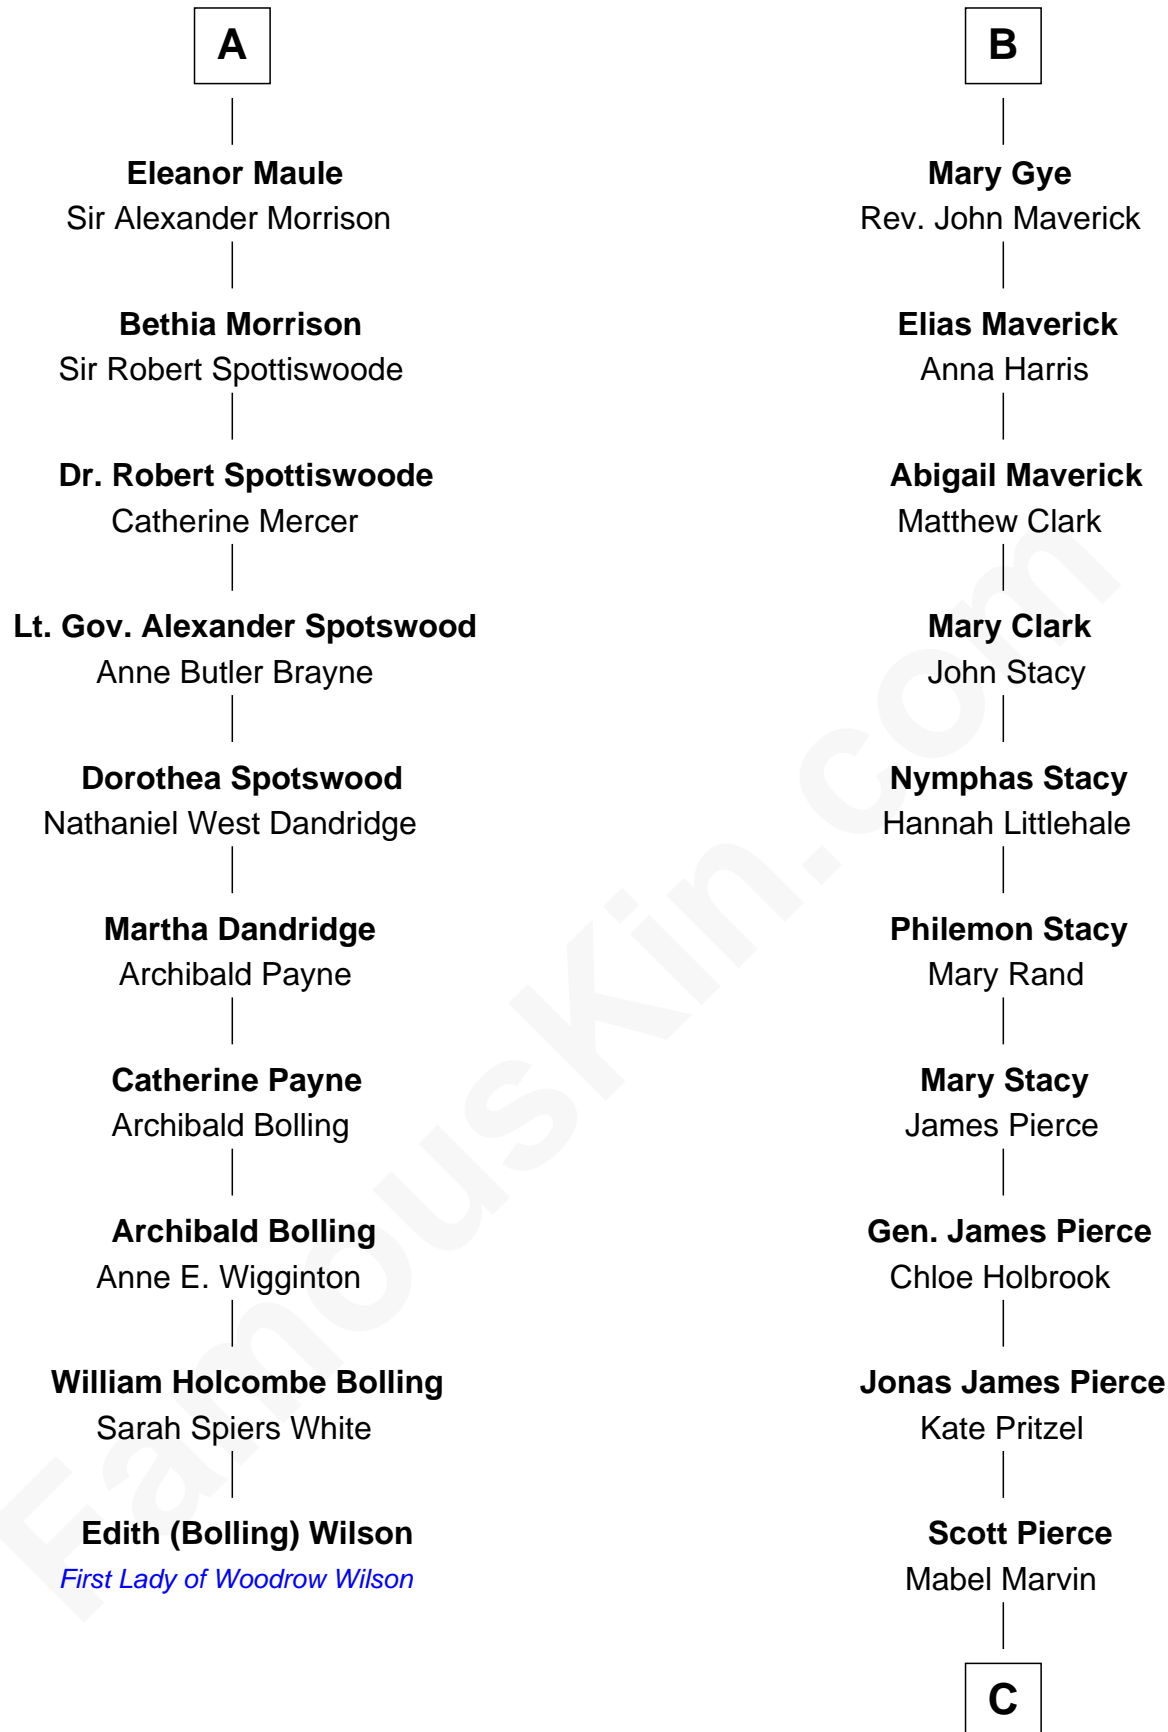 A
Eleanor Maule
Sir Alexander Morrison
Bethia Morrison
Sir Robert Spottiswoode
Dr. Robert Spottiswoode
Catherine Mercer
Lt. Gov. Alexander Spotswood
Anne Butler Brayne
Dorothea Spotswood
Nathaniel West Dandridge
Martha Dandridge
Archibald Payne
Catherine Payne
Archibald Bolling
Archibald Bolling
Anne E. Wigginton
William Holcombe Bolling
Sarah Spiers White
Edith (Bolling) Wilson
First Lady of Woodrow Wilson
B
Mary Gye
Rev. John Maverick
Elias Maverick
Anna Harris
Abigail Maverick
Matthew Clark
Mary Clark
John Stacy
Nymphas Stacy
Hannah Littlehale
Philemon Stacy
Mary Rand
Mary Stacy
James Pierce
Gen. James Pierce
Chloe Holbrook
Jonas James Pierce
Kate Pritzel
Scott Pierce
Mabel Marvin
C
FamousKin.com